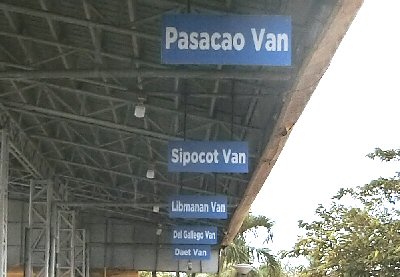 Pasacao Van
Sipocot Van
Libmanan Van
Del Gallego Van
Daet Van